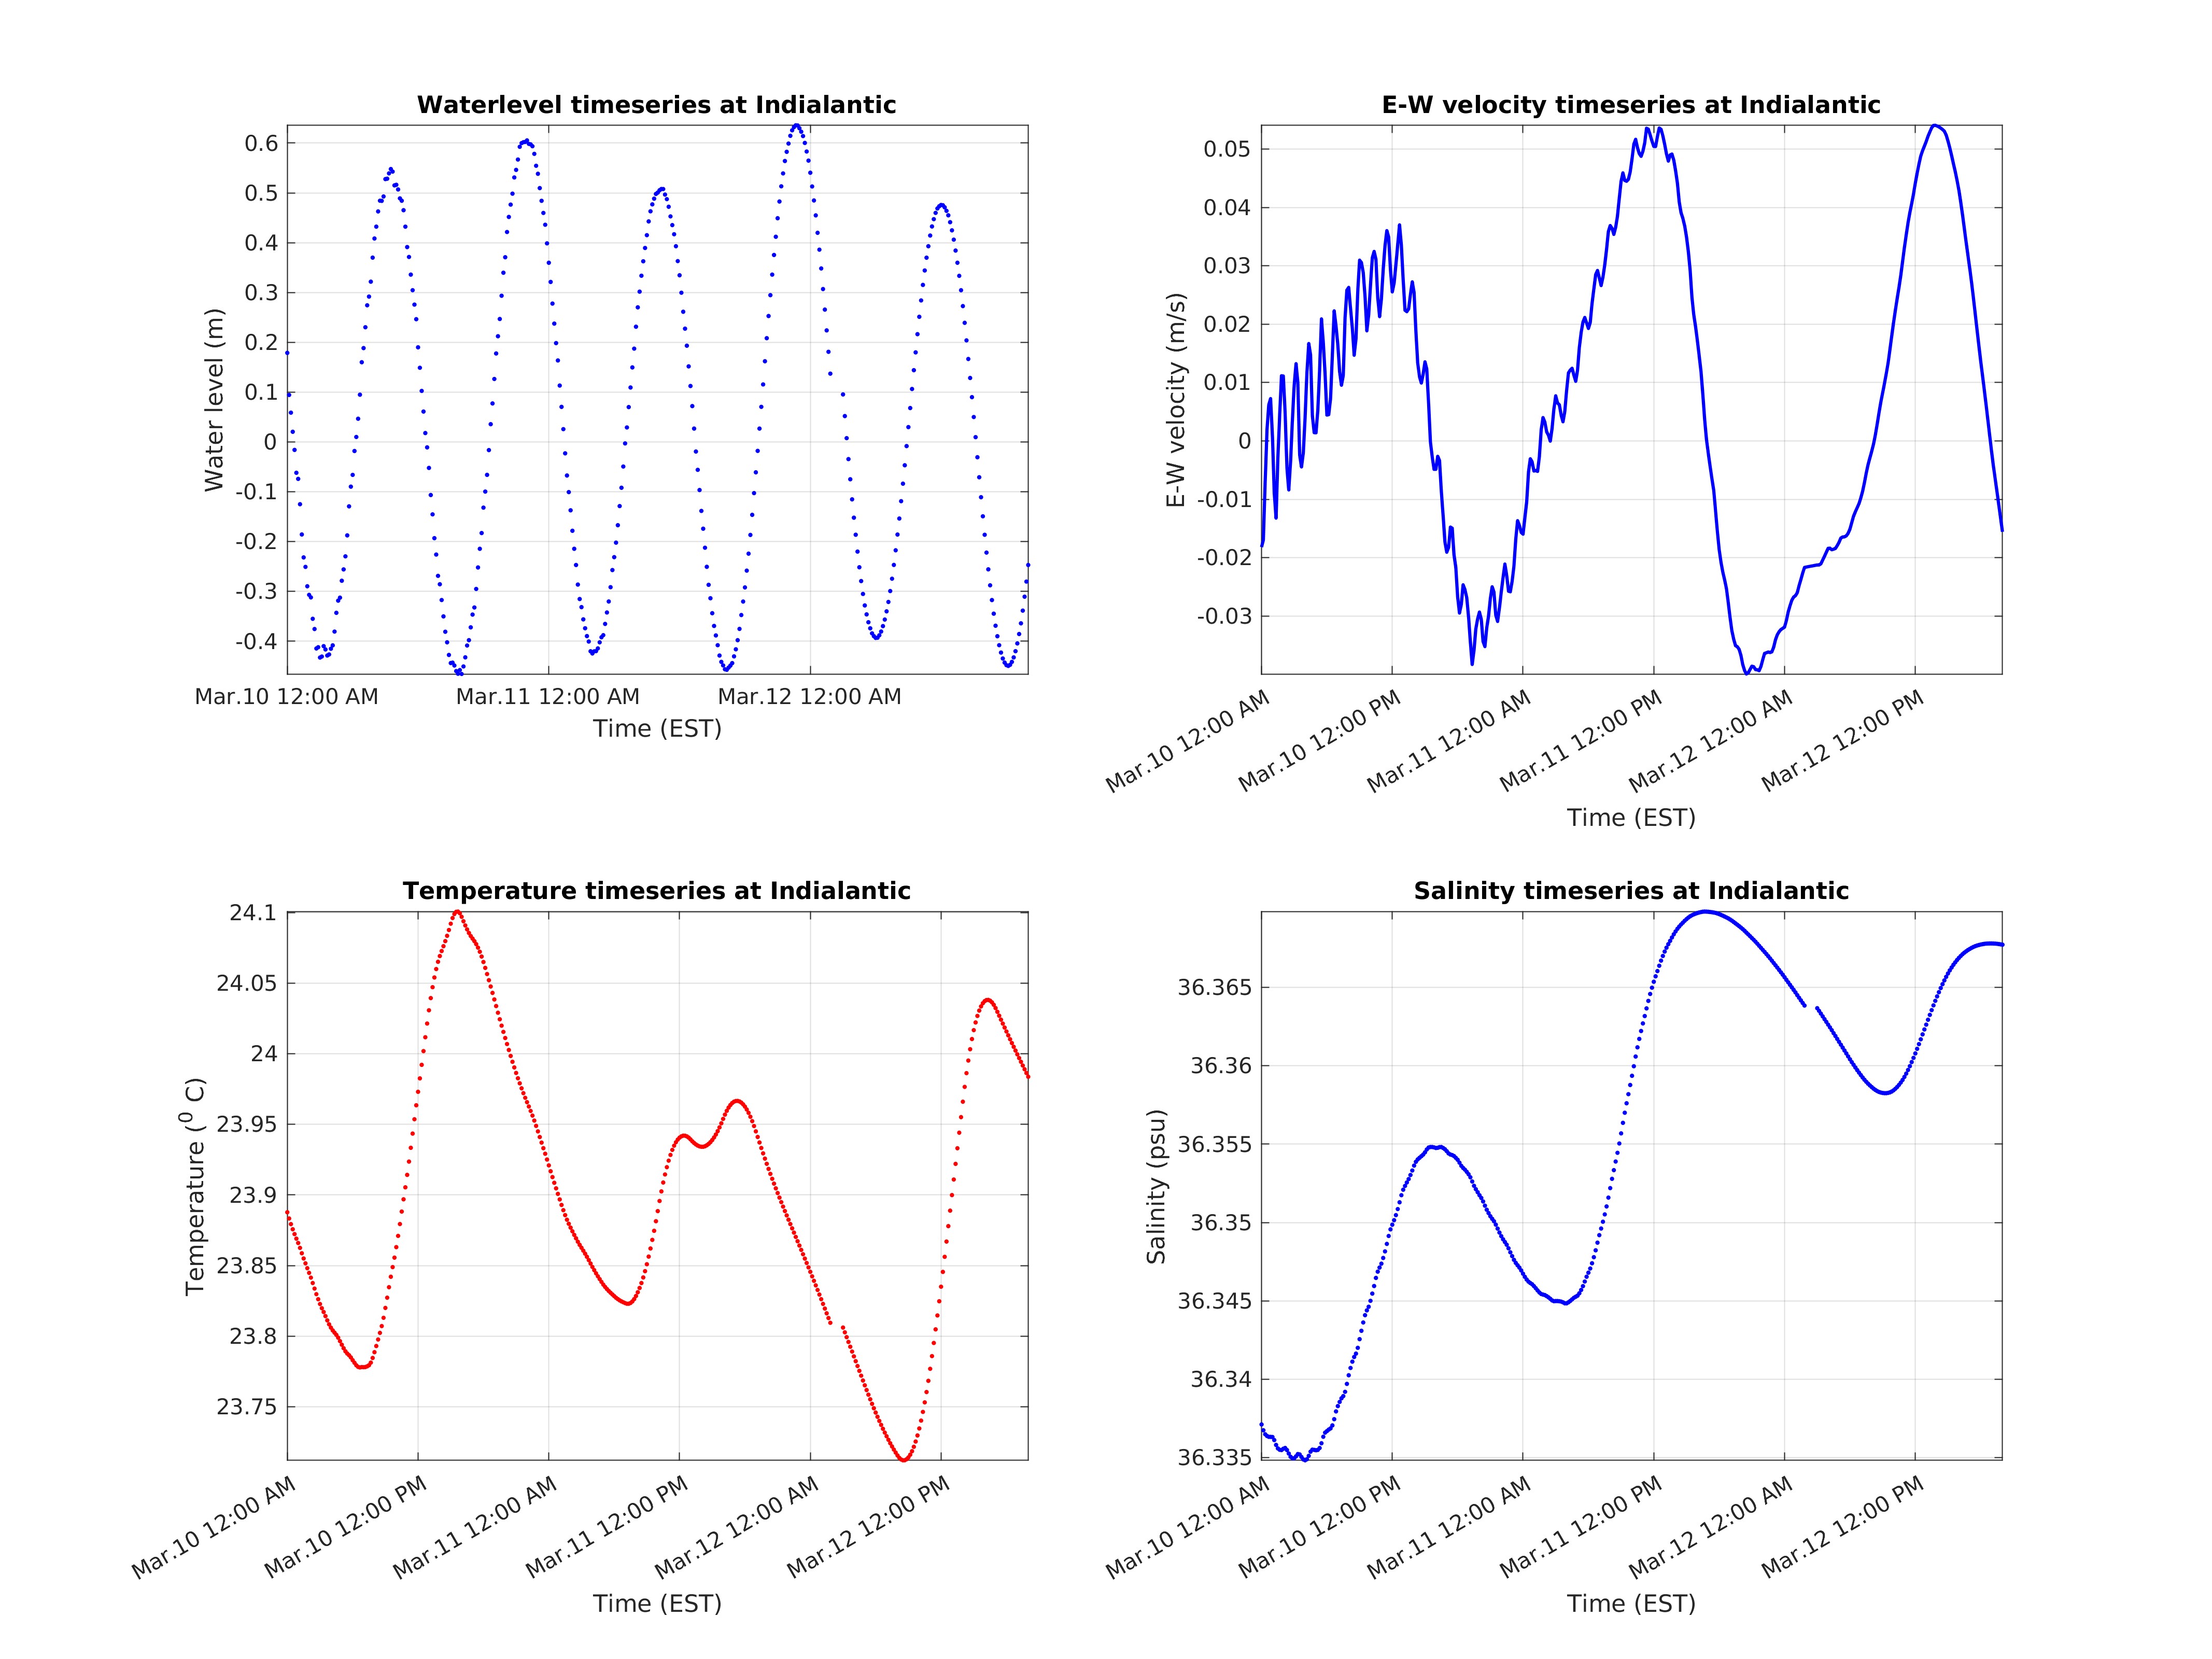 Waterlevel timeseries at Indialantic
0.6
0.5
0.4
0.3
0.2
0.1
0
-0.1
-0.2
-0.3
-0.4
Water level (m)
Mar.10 12:00 AM Mar.11 12:00 AM Mar.12 12:00 AM
Time (EST)
E-W velocity timeseries at Indialantic
0.05
0.04
0.03
0.02
0.01
0
-0.01
-0.02
-0.03
E-W velocity (m/s)
Mar.10 12:00 AM
Mar.10 12:00 PM
Mar.11 12:00 AM
Mar.11 12:00 PM
Mar.12 12:00 AM
Mar.12 12:00 PM
Time (EST)
Temperature timeseries at Indialantic
24.1
24.05
24
23.95
23.9
23.85
23.8
23.75
Temperature (⁰ C)
Mar.10 12:00 AM
Mar.10 12:00 PM
Mar.11 12:00 AM
Mar.11 12:00 PM
Mar.12 12:00 AM
Mar.12 12:00 PM
Time (EST)
Salinity timeseries at Indialantic
36.365
36.36
36.355
36.35
36.345
36.34
36.335
Salinity (psu)
Mar.10 12:00 AM
Mar.10 12:00 PM
Mar.11 12:00 AM
Mar.11 12:00 PM
Mar.12 12:00 AM
Mar.12 12:00 PM
Time (EST)